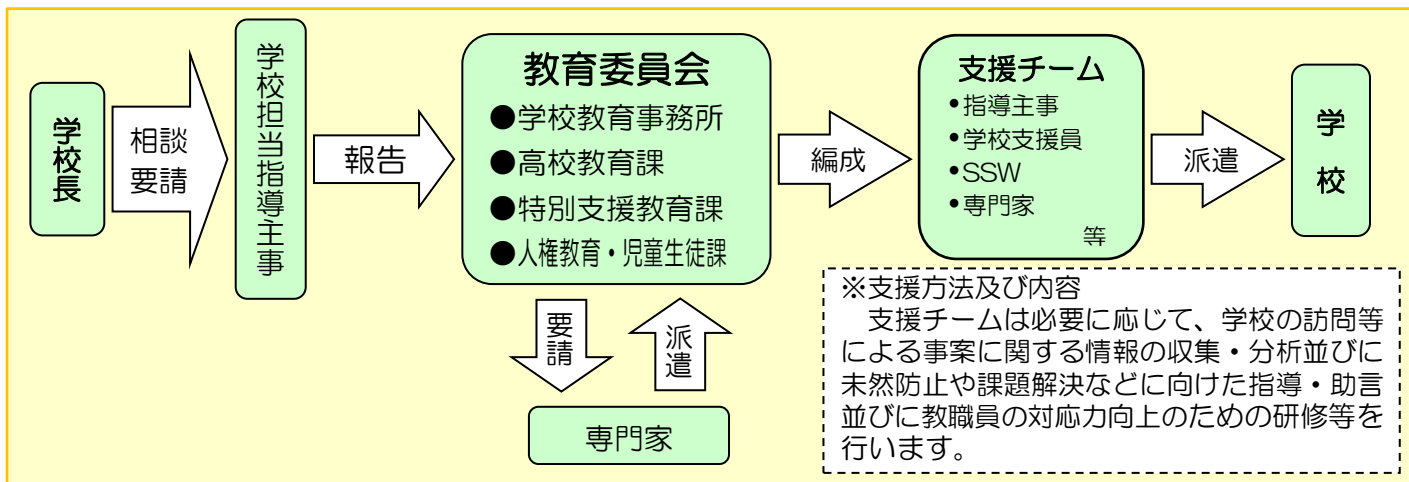 学校長
相談
要請
学校担当指導主事
報告
教育委員会
●学校教育事務所
●高校教育課
●特別支援教育課
●人権教育・児童生徒課
要請
派遣
専門家
編成
支援チーム
•指導主事
•学校支援員
•SSW
•専門家
等
派遣
学校
※支援方法及び内容
支援チームは必要に応じて、学校の訪問等
による事案に関する情報の収集・分析並びに
未然防止や課題解決などに向けた指導・助言
並びに教職員の対応力向上のための研修等を
行います。